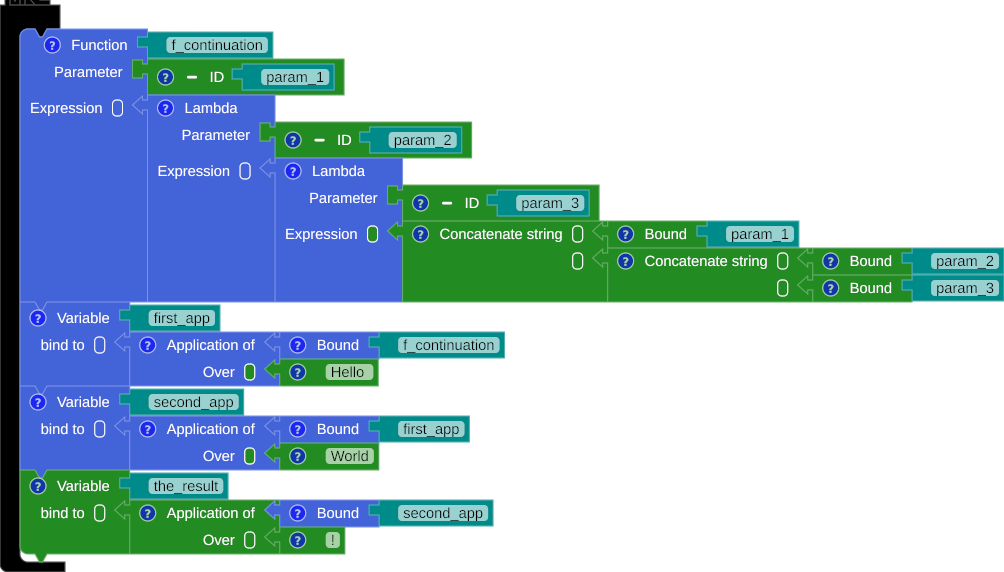 ? Function f_continuation
Parameter ? - ID param_1
Expression ? Lambda
Parameter ? - ID param_2
Expression ? Lambda
Parameter ? - ID param_3
Expression ? Concatenate string ? Bound param_1
? Concatenate string ? Bound param_2
? Bound param_3
? Variable first_app
bind to ? Application of ? Bound f_continuation
Over ? Hello
? Variable second_app
bind to ? Application of ? Bound first_app
Over ? World
? Variable the_result
bind to ? Application of ? Bound second_app
Over ? !